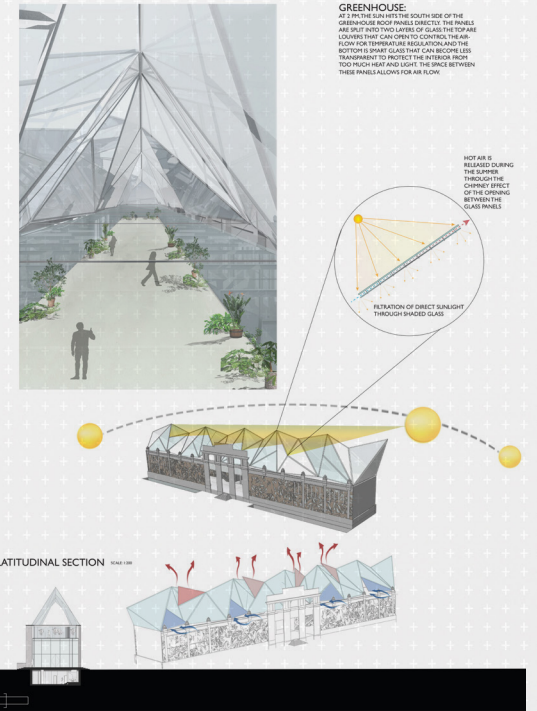 GREENHOUSE:
AT 2 PM, THE SUN HITS THE SOUTH SIDE OF THE
GREENHOUSE ROOF PANELS DIRECTLY. THE PANELS
ARE SPLIT INTO TWO LAYERS OF GLASS: THE TOP ARE
LOUVERS THAT CAN OPEN TO CONTROL THE AIR-
FLOW FOR TEMPERATURE REGULATION, AND THE
BOTTOM IS SMART GLASS THAT CAN BECOME LESS
TRANSPARENT TO PROTECT THE INTERIOR FROM
TOO MUCH HEAT AND LIGHT. THE SPACE BETWEEN
THESE PANELS ALLOWS FOR AIR FLOW.
HOT AIR IS
RELEASED DURING
THE SUMMER
THROUGH THE
CHIMNEY EFFECT
OF THE OPENING
BETWEEN THE
GLASS PANELS
FILTRATION OF DIRECT SUNLIGHT
THROUGH SHADED GLASS
ATITUDINAL SECTION